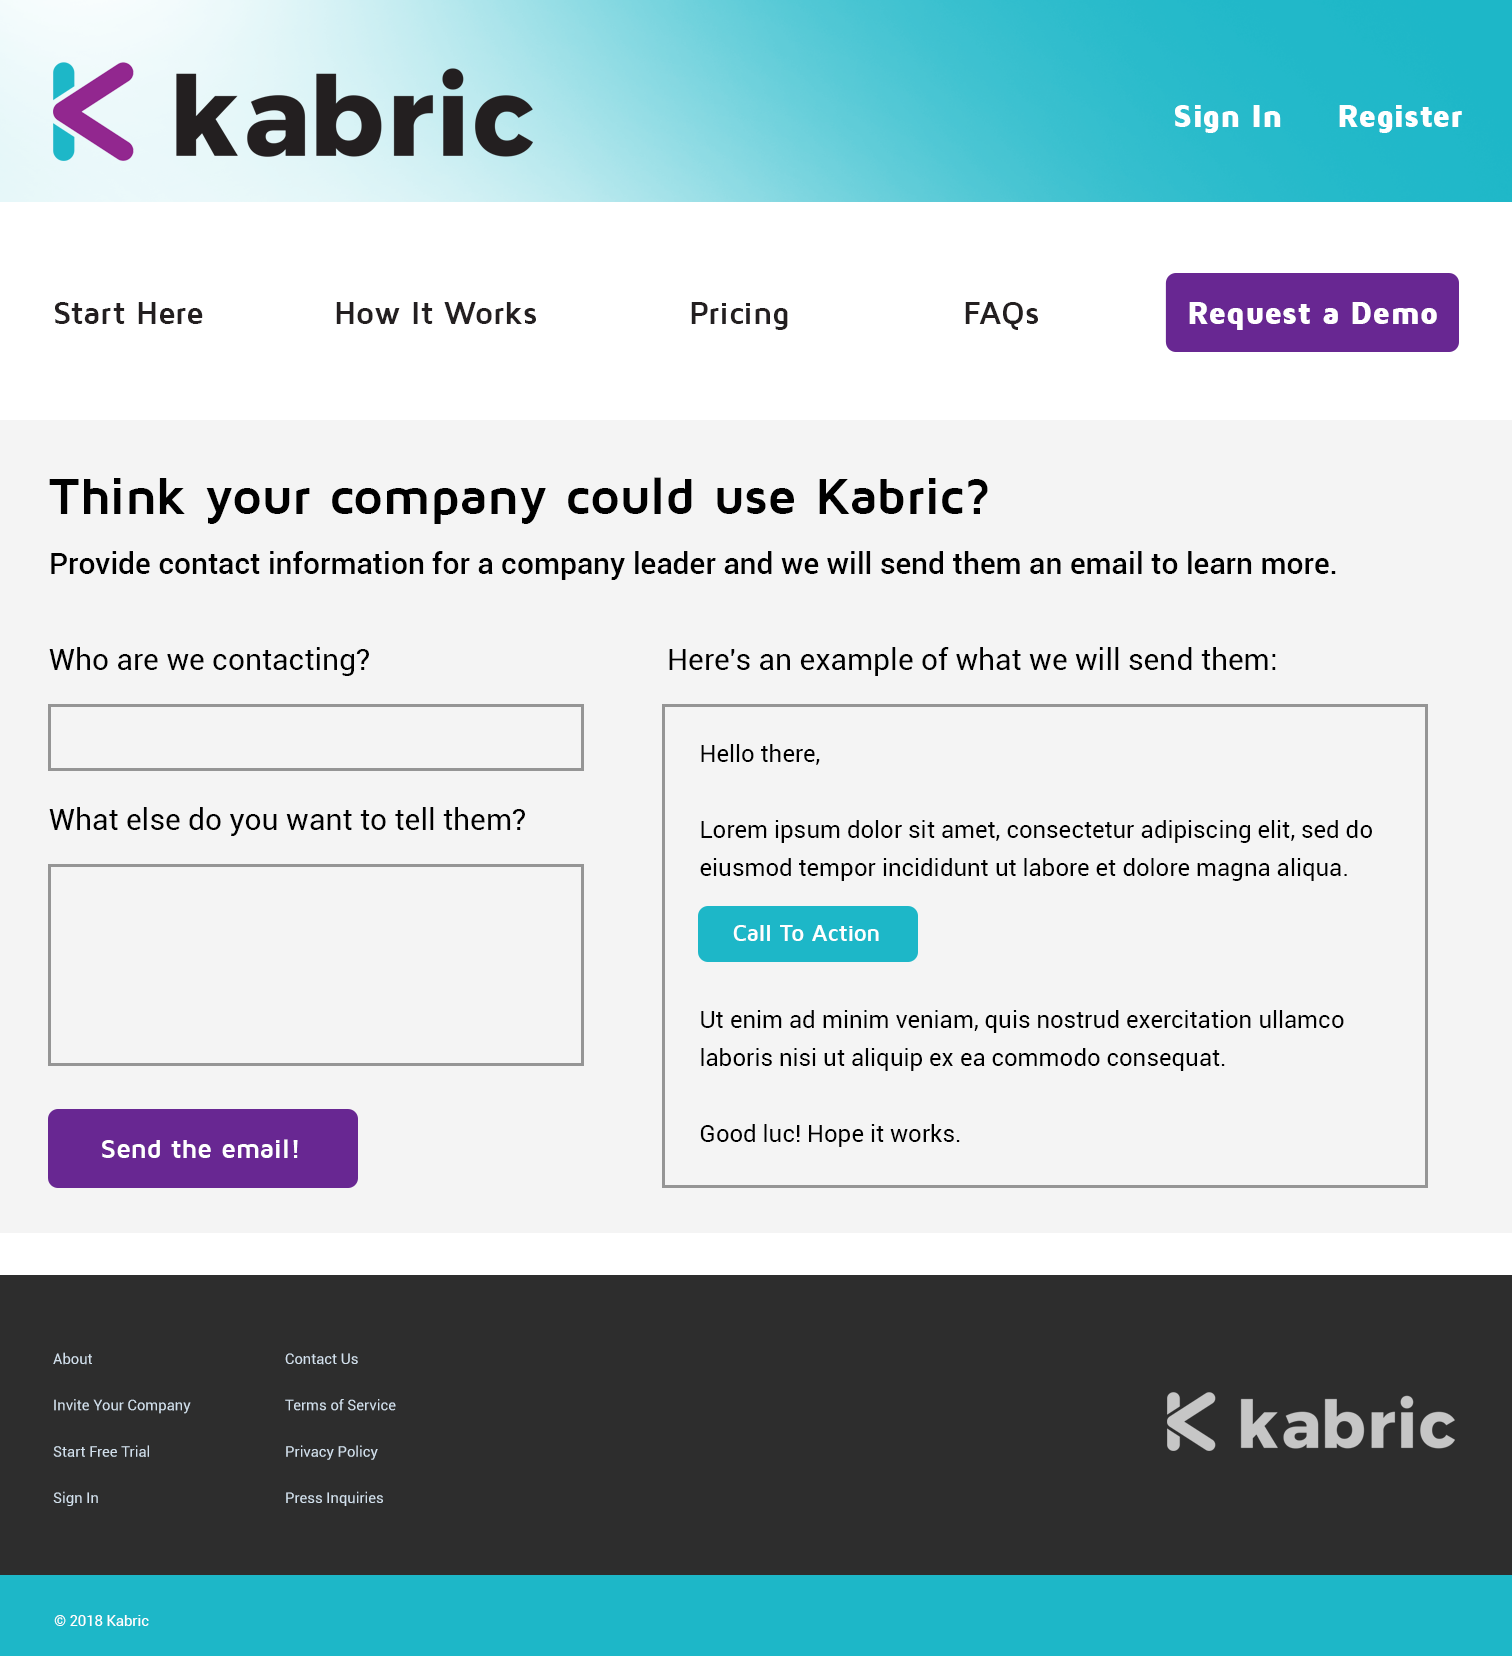 kabric
Sign In
Register
Start Here
How It Works
Pricing
FAQs
Request a Demo
Think your company could use Kabric?
Provide contact information for a company leader and we will send them an email to learn more.
Who are we contacting?
What else do you want to tell them?
Send the email!
Here's an example of what we will send them:
Hello there,
Lorem ipsum dolor sit amet, consectetur adipiscing elit, sed do
eiusmod tempor incididunt ut labore et dolore magna aliqua.
Call To Action
Ut enim ad minim veniam, quis nostrud exercitation ullamco
laboris nisi ut aliquip ex ea commodo consequat.
Good luc! Hope it works.
About
Invite Your Company
Start Free Trial
Sign In
Contact Us
Terms of Service
Privacy Policy
Press Inquiries
kabric
© 2018 Kabric